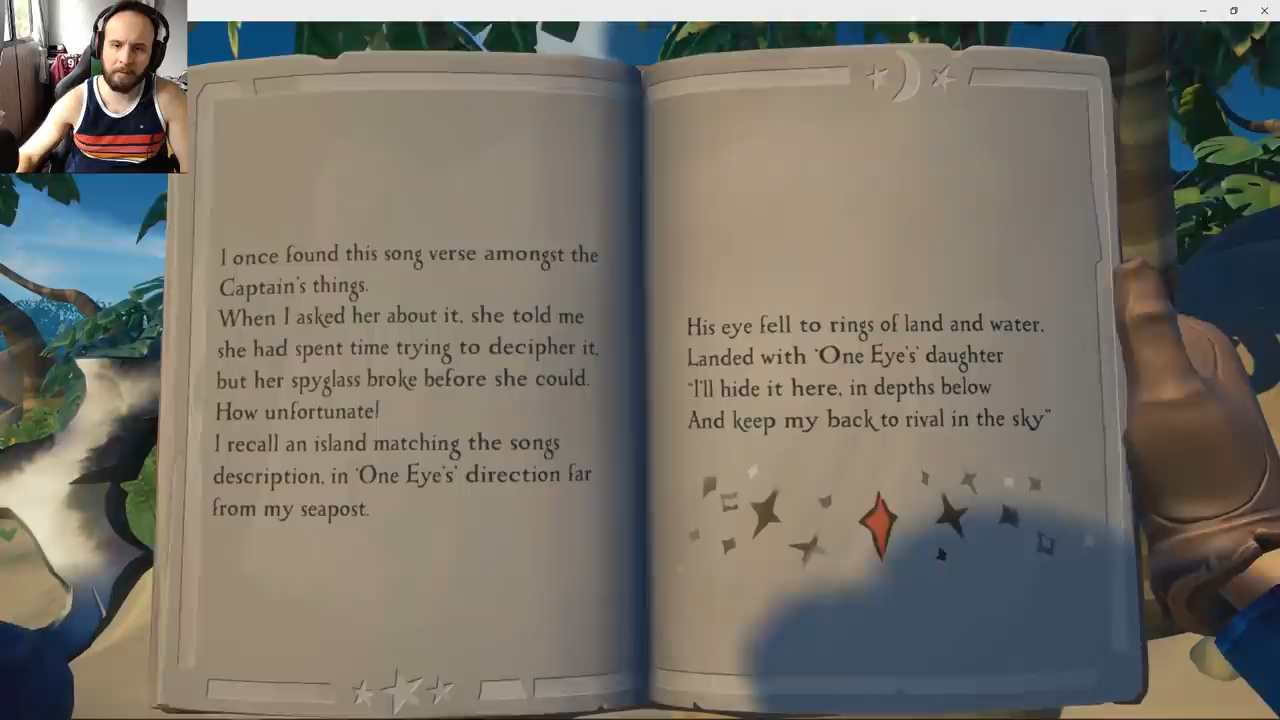 I once found this song verse amongst the
Captain's things.
When I asked her about it, she told me
she had spent time trying to decipher it,
but her spyglass broke before she could.
How unfortunate!
I recall an island matching the songs
description, in 'One Eye's' direction far
from my seapost.
His eye fell to rings of land and water.
Landed with 'One Eye's' daughter
"I'll hide it here, in depths below
And keep my back to rival in the sky"